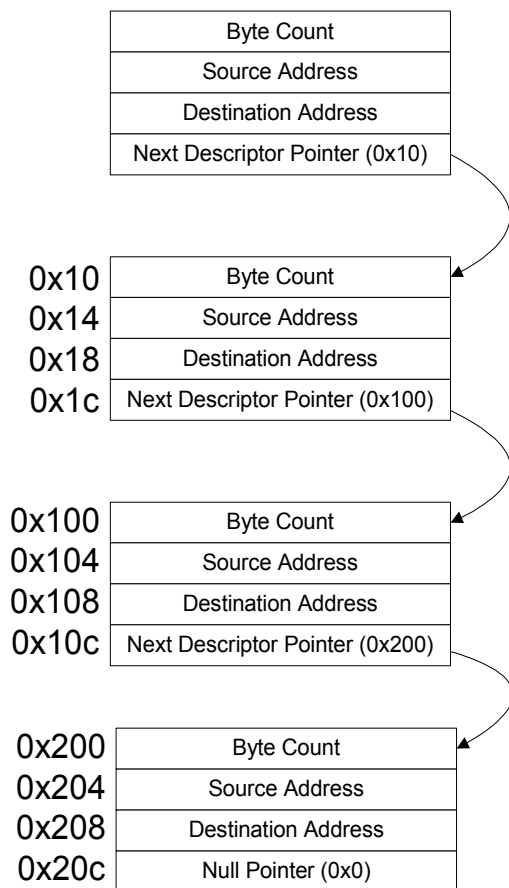 Byte Count
Source Address
Destination Address
Next Descriptor Pointer (0x10)
0x10 Byte Count
0x14 Source Address
0x18 Destination Address
0x1c Next Descriptor Pointer (0x100)
0x100 Byte Count
0x104 Source Address
0x108 Destination Address
0x10c Next Descriptor Pointer (0x200)
0x200 Byte Count
0x204 Source Address
0x208 Destination Address
0x20c Null Pointer (0x0)